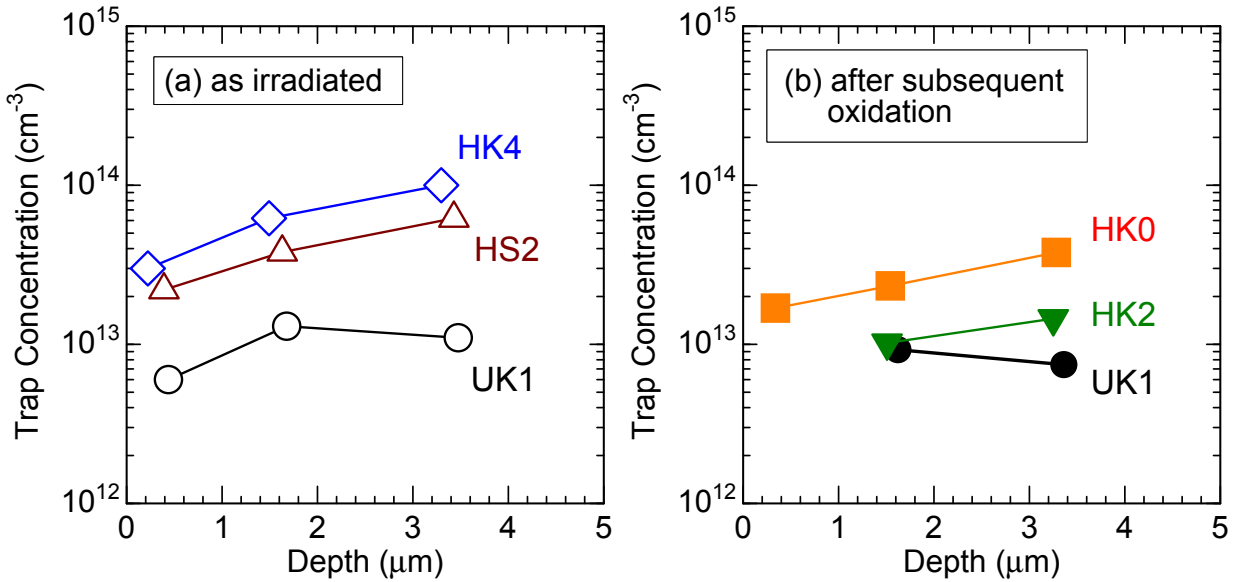 10^15
10^14
10^13
10^12
Trap Concentration (cm^-3)
(a) as irradiated
HK4
HS2
UK1
0 1 2 3 4 5
Depth (μm)
10^15
10^14
10^13
10^12
Trap Concentration (cm^-3)
(b) after subsequent
oxidation
HK0
HK2
UK1
0 1 2 3 4 5
Depth (μm)